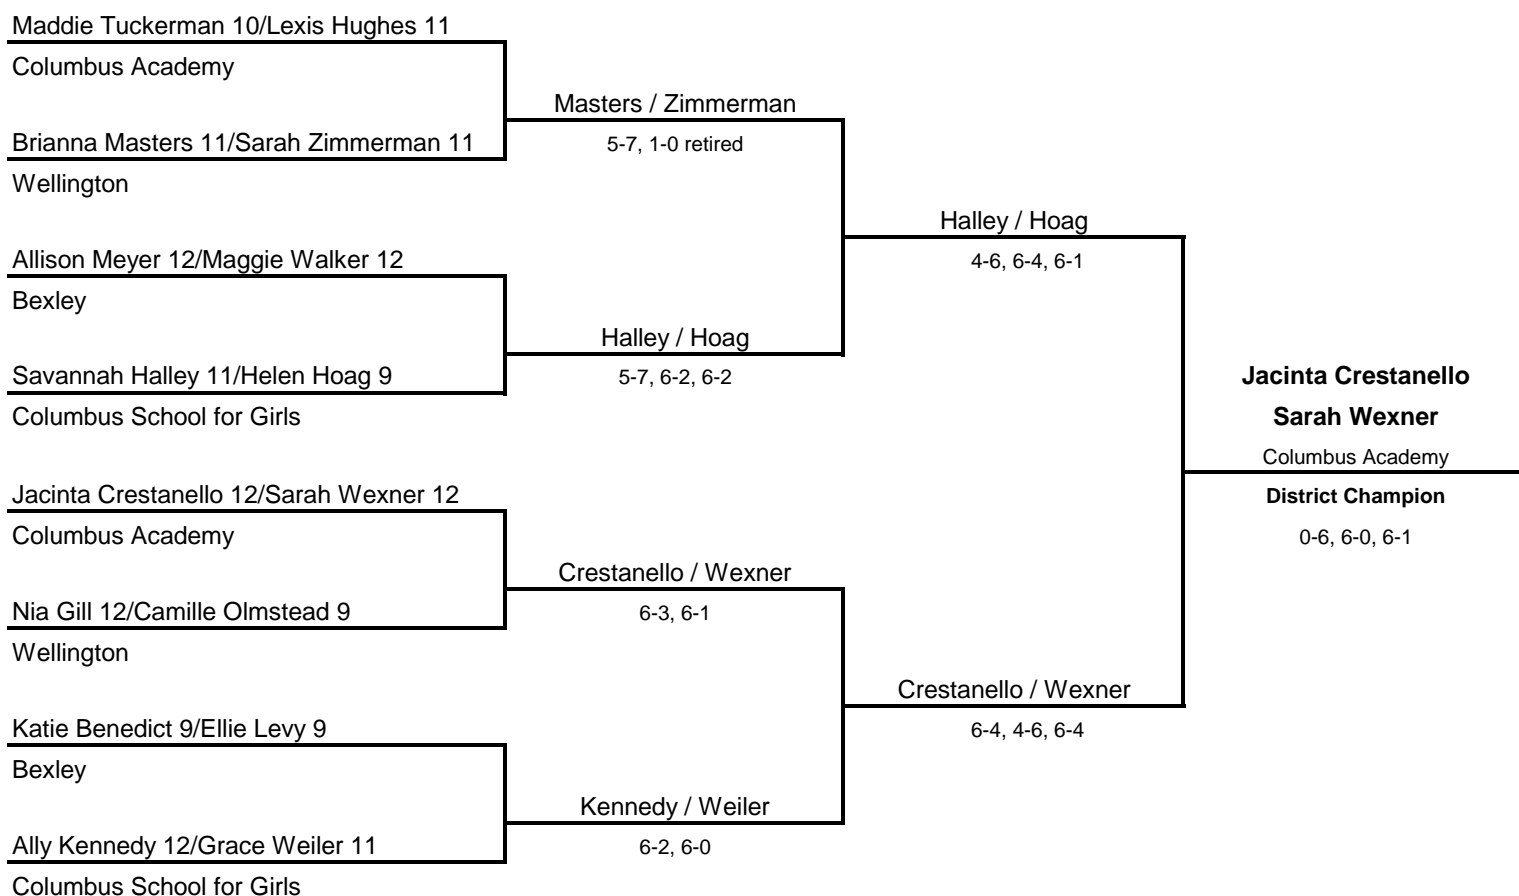 Maddie Tuckerman 10/Lexis Hughes 11
Columbus Academy
Masters / Zimmerman
Brianna Masters 11/Sarah Zimmerman 11
5-7, 1-0 retired
Wellington
Halley / Hoag
Allison Meyer 12/Maggie Walker 12
4-6, 6-4, 6-1
Bexley
Halley / Hoag
Savannah Halley 11/Helen Hoag 9
5-7, 6-2, 6-2
Jacinta Crestanello
Columbus School for Girls
Sarah Wexner
Columbus Academy
Jacinta Crestanello 12/Sarah Wexner 12
District Champion
Columbus Academy
0-6, 6-0, 6-1
Crestanello / Wexner
Nia Gill 12/Camille Olmstead 9
6-3, 6-1
Wellington
Crestanello / Wexner
Katie Benedict 9/Ellie Levy 9
6-4, 4-6, 6-4
Bexley
Kennedy / Weiler
Ally Kennedy 12/Grace Weiler 11
6-2, 6-0
Columbus School for Girls